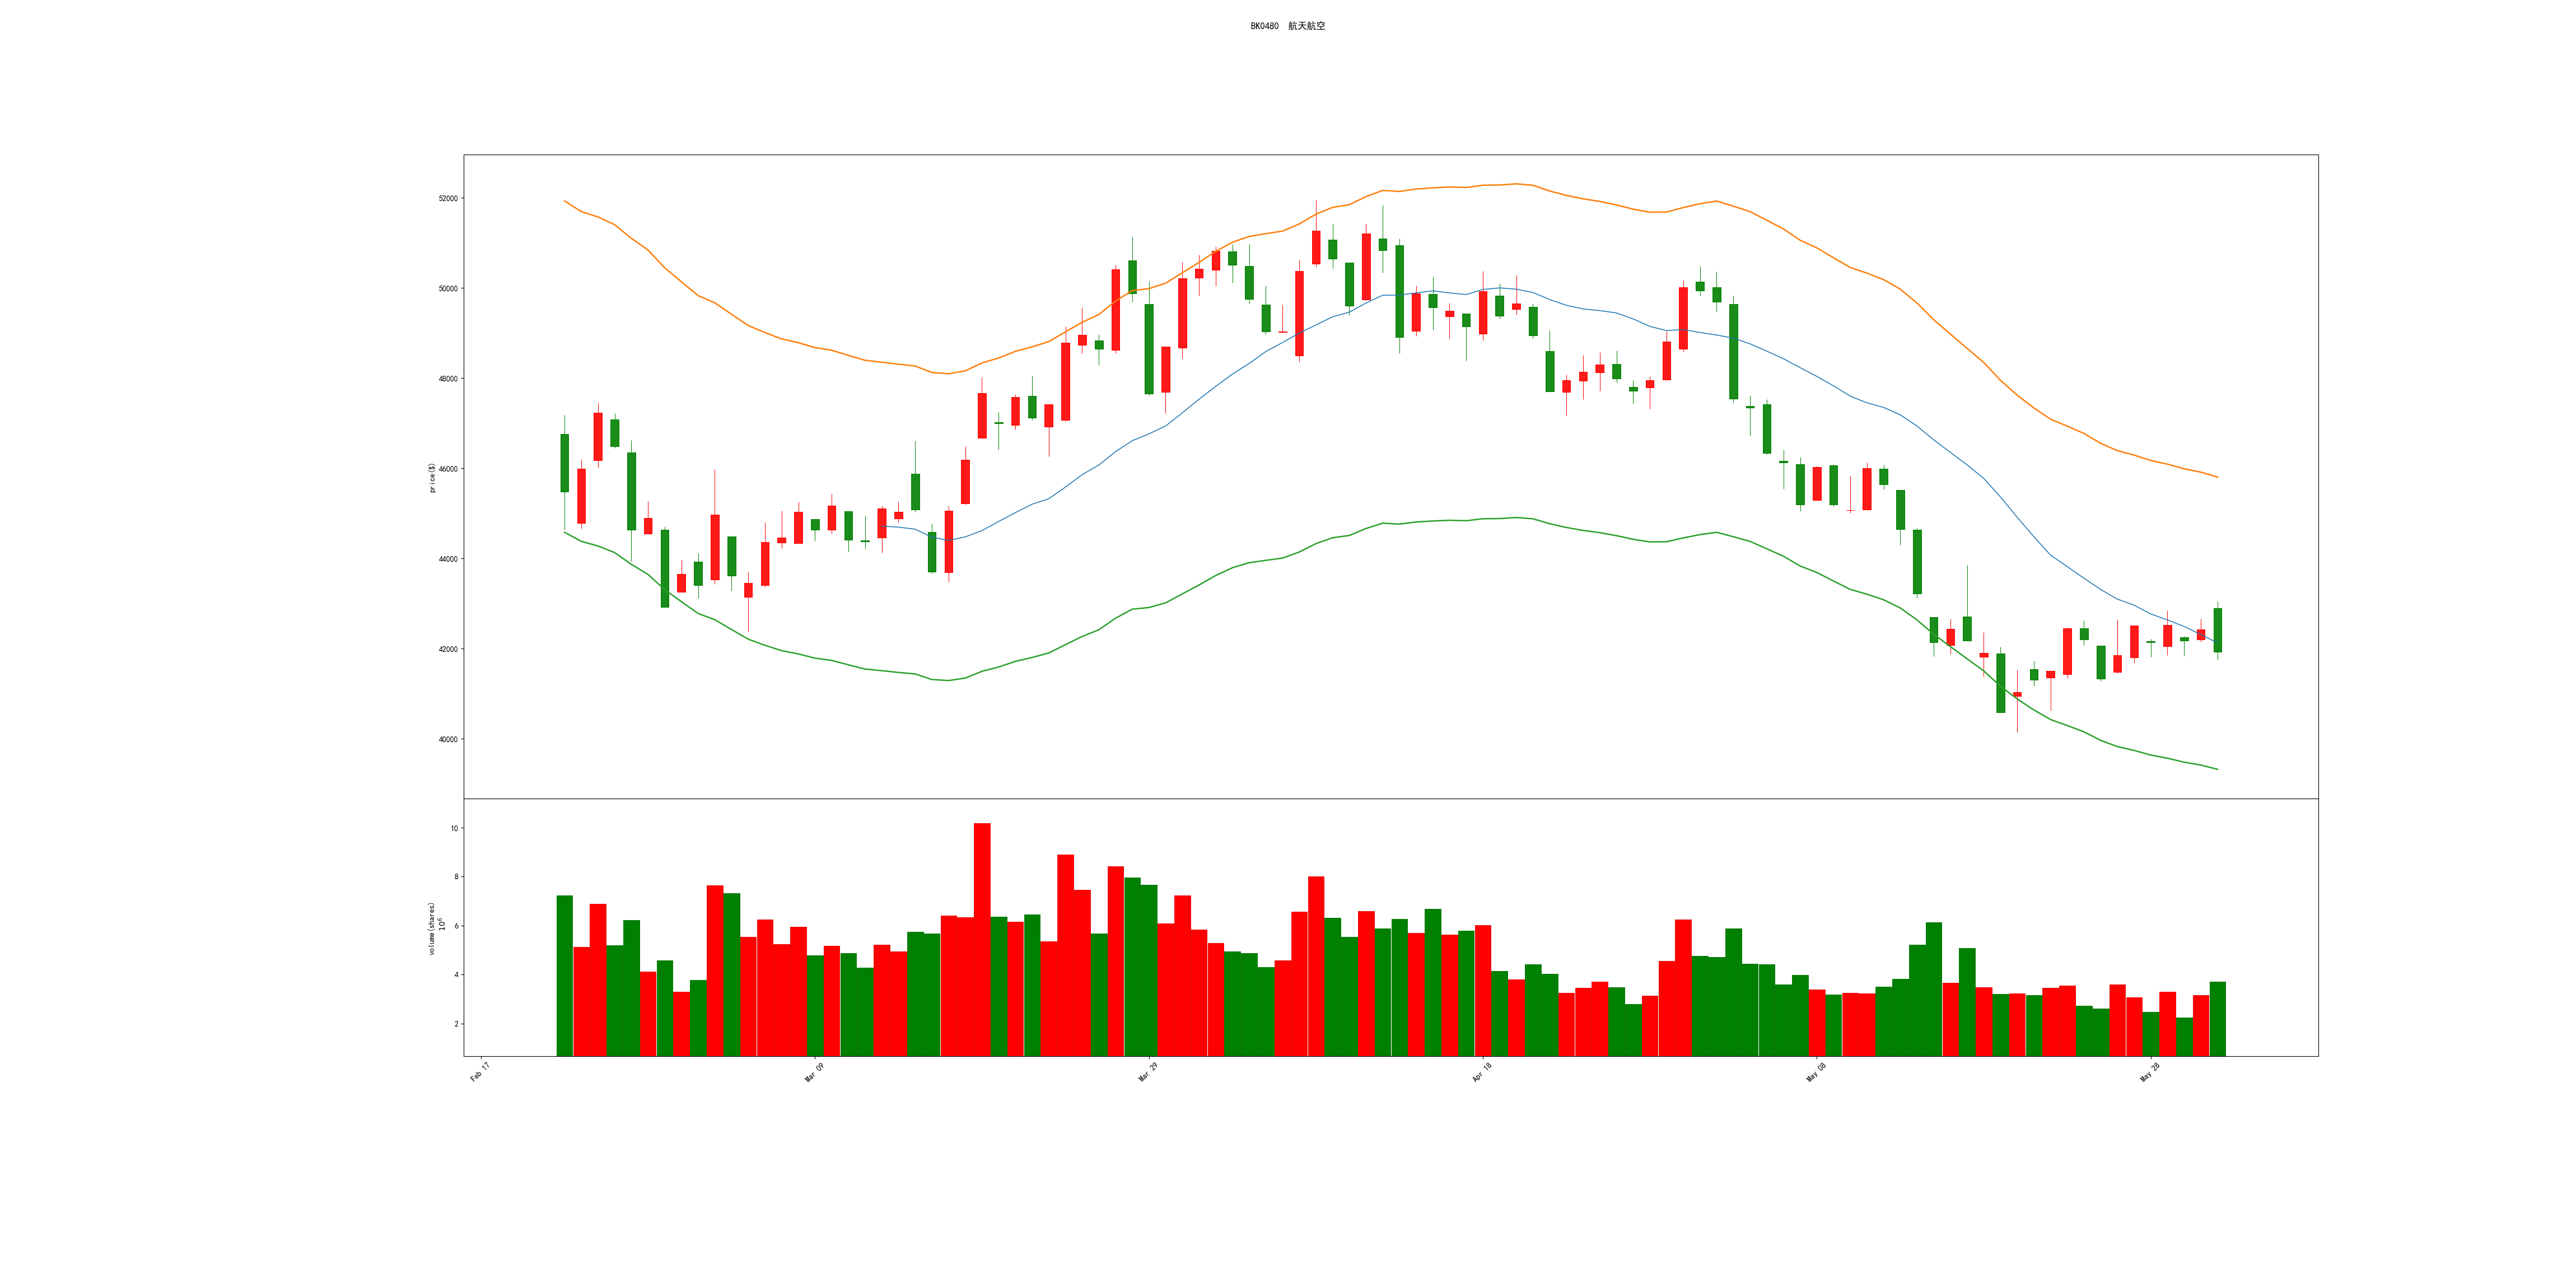 BK0480 航天航空
52000
50000
48000
46000
44000
42000
40000
price($)
10
8
6
4
2
volume(shares)
10^6
Feb 17
Mar 09
Mar 29
Apr 18
May 08
May 28